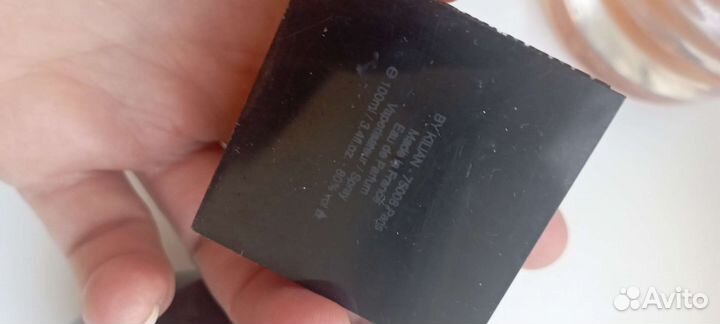 BY KILIAN - 75008 Paris
Made in France
Eau de Parfum
Vaporisateur / Spray 80% vol
℮ 100ml / 3.4fl.oz.
Avito